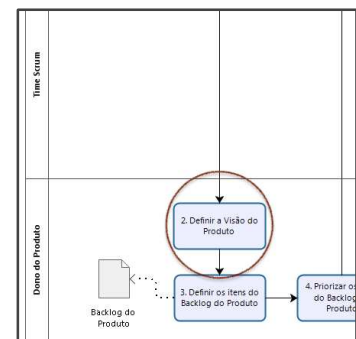 Time Scrum
Dono do Produto
2. Definir a Visão do
Produto
3. Definir os itens do
Backlog do Produto
4. Priorizar os
do Backlog
Produto
Backlog do
Produto